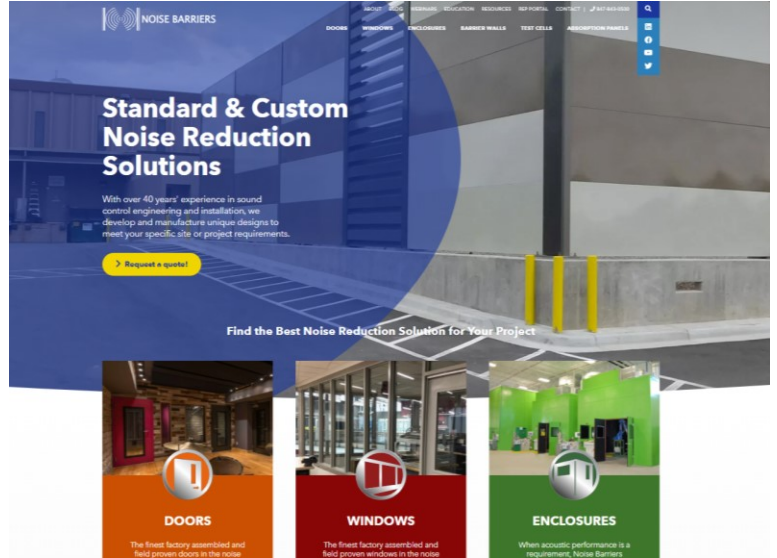 NOISE BARRIERS
ABOUT BLOG WEBINARS EDUCATION RESOURCES REP PORTAL CONTACT | 847-843-0500
DOORS WINDOWS ENCLOSURES BARRIER WALLS TEST CELLS ABSORPTION PANELS
Standard & Custom
Noise Reduction
Solutions
With over 40 years' experience in sound
control engineering and installation, we
develop and manufacture unique designs to
meet your specific site or project requirements.
> Request a quote!
Find the Best Noise Reduction Solution for Your Project
DOORS
The finest factory assembled and
field proven doors in the noise
WINDOWS
The finest factory assembled and
field proven windows in the noise
ENCLOSURES
When acoustic performance is a
requirement, Noise Barriers